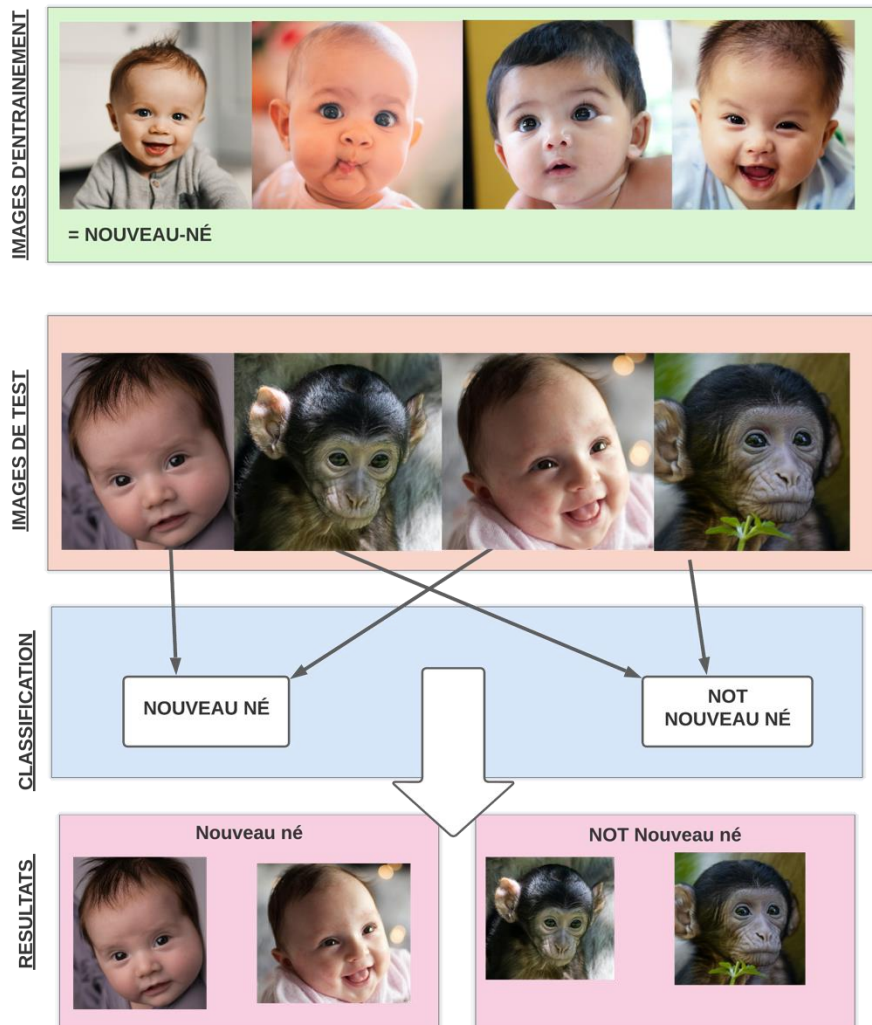 IMAGES D'ENTRAINEMENT
= NOUVEAU-NÉ
IMAGES DE TEST
CLASSIFICATION
NOUVEAU NÉ
NOT
NOUVEAU NÉ
RESULTATS
Nouveau né
NOT Nouveau né